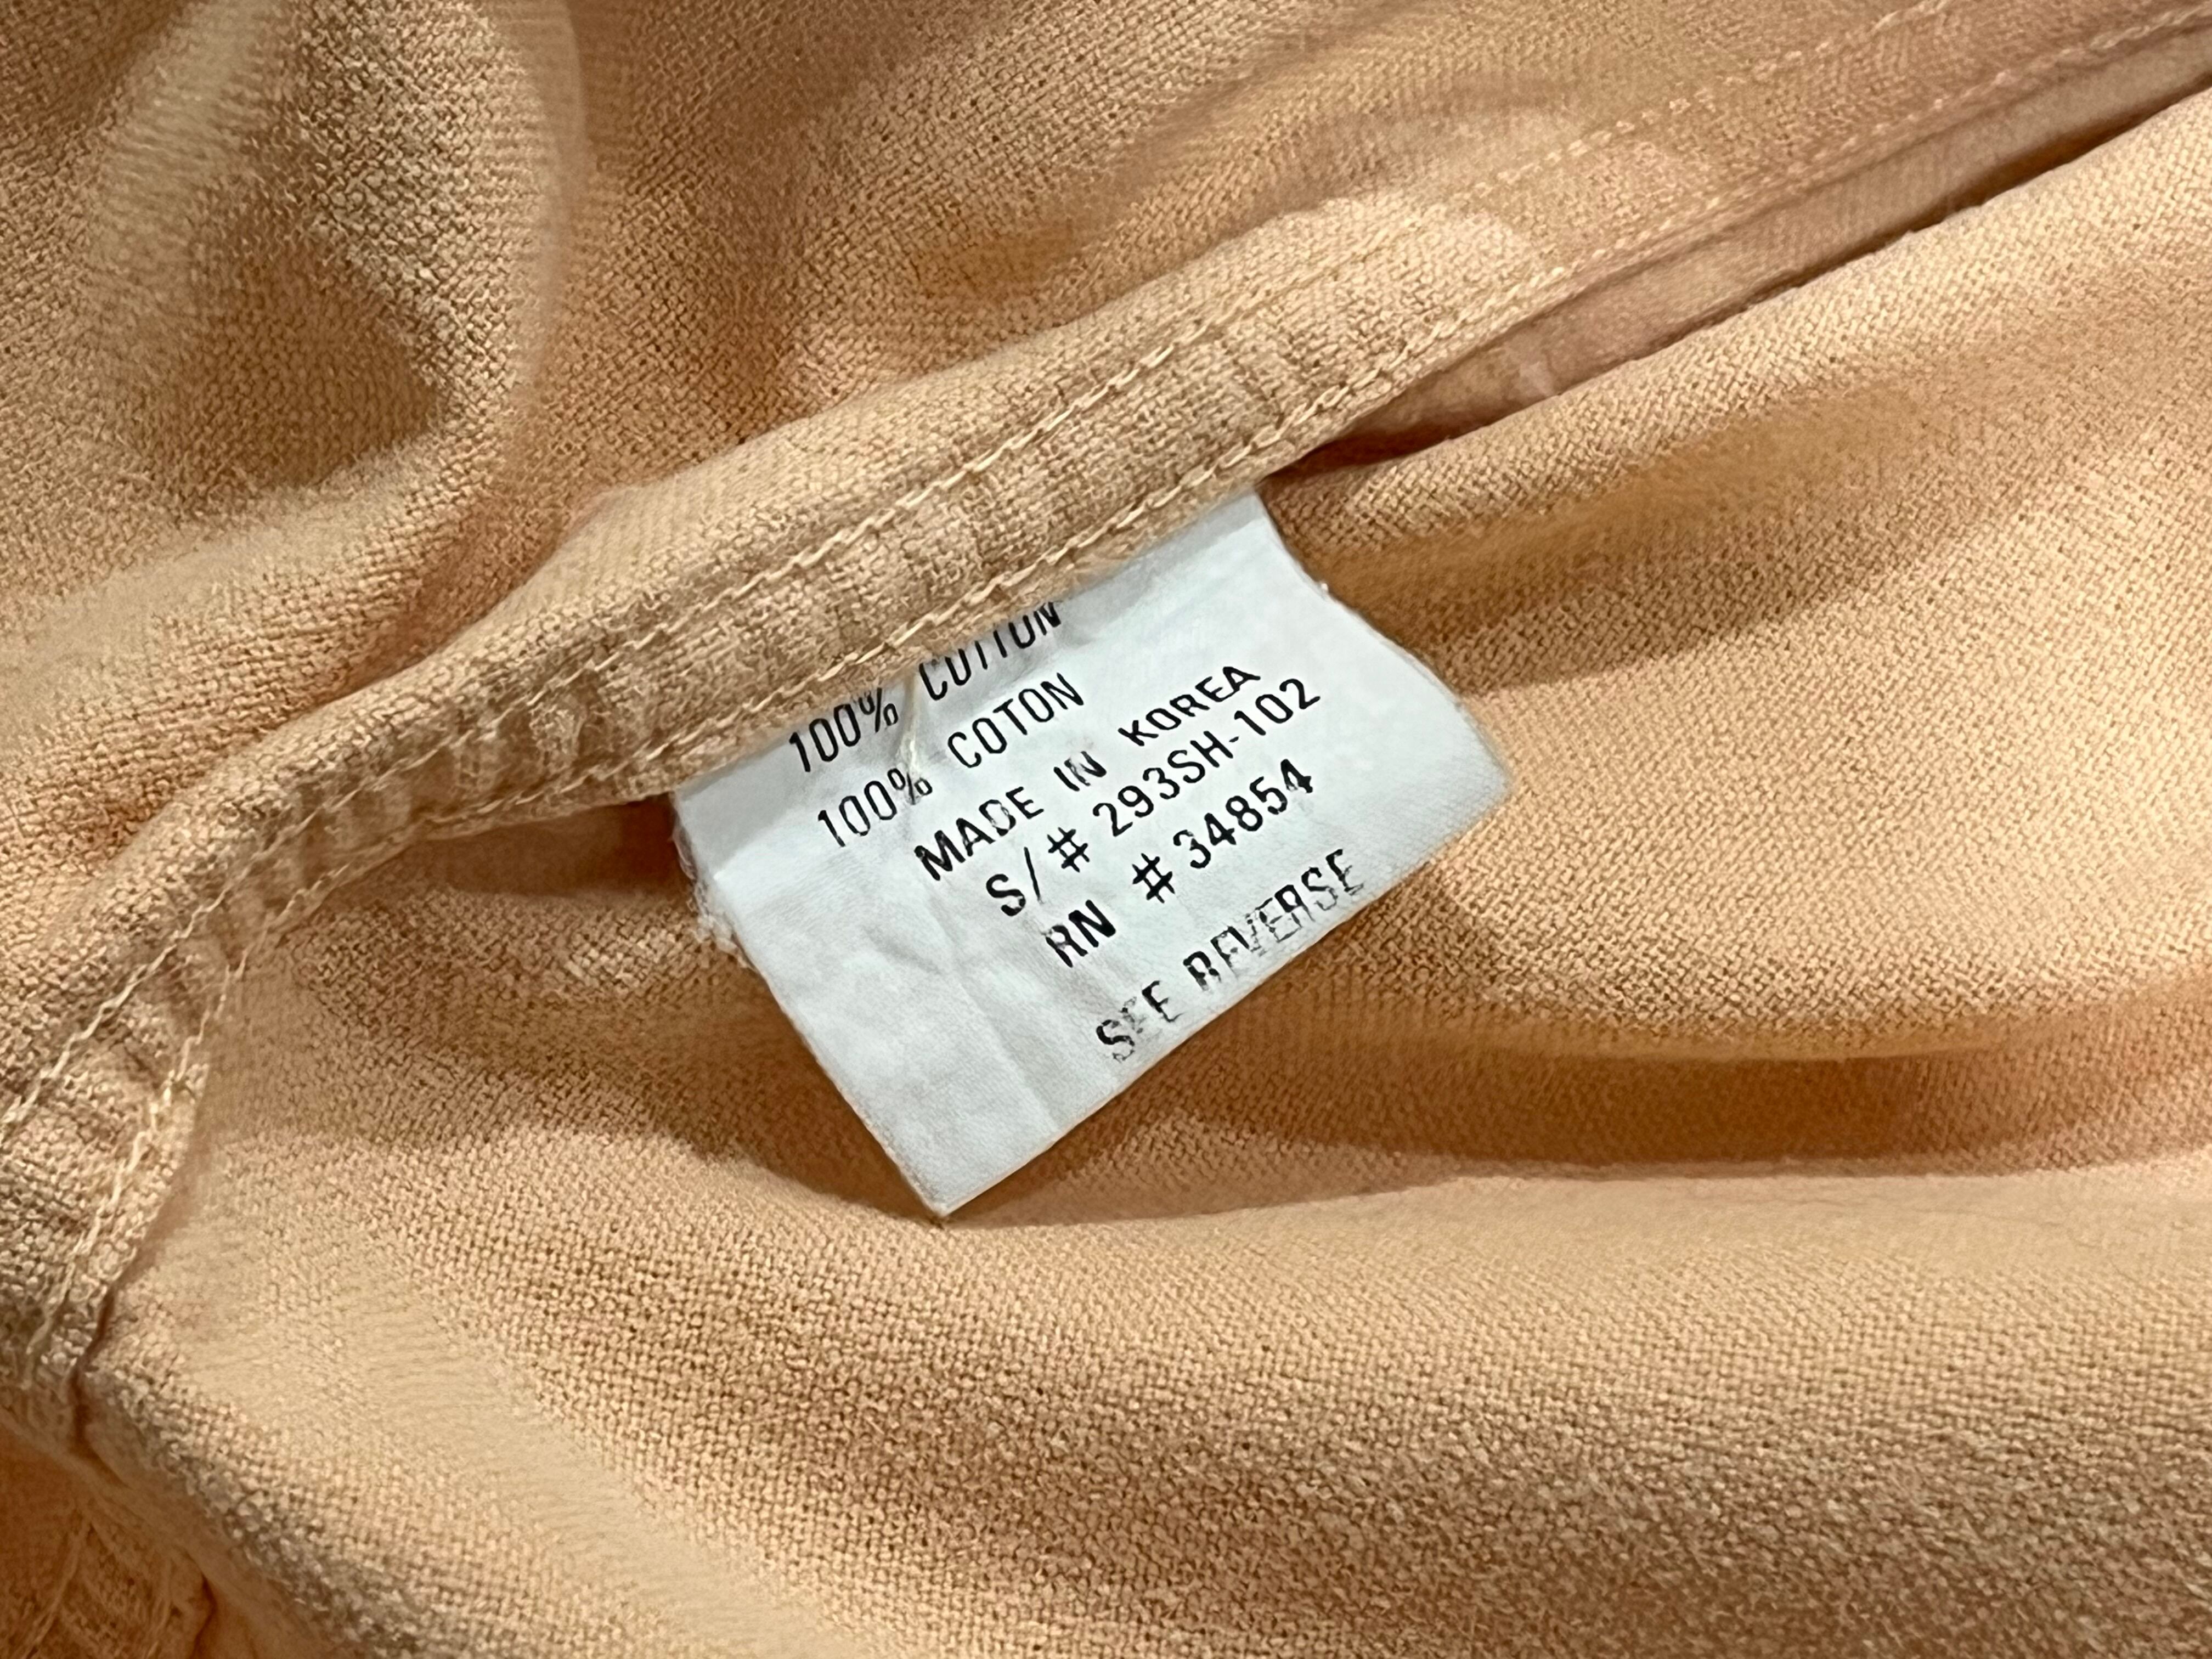 100% COTTON
100% COTON
MADE IN KOREA
S/# 293SH-102
RN #34854
SEE REVERSE